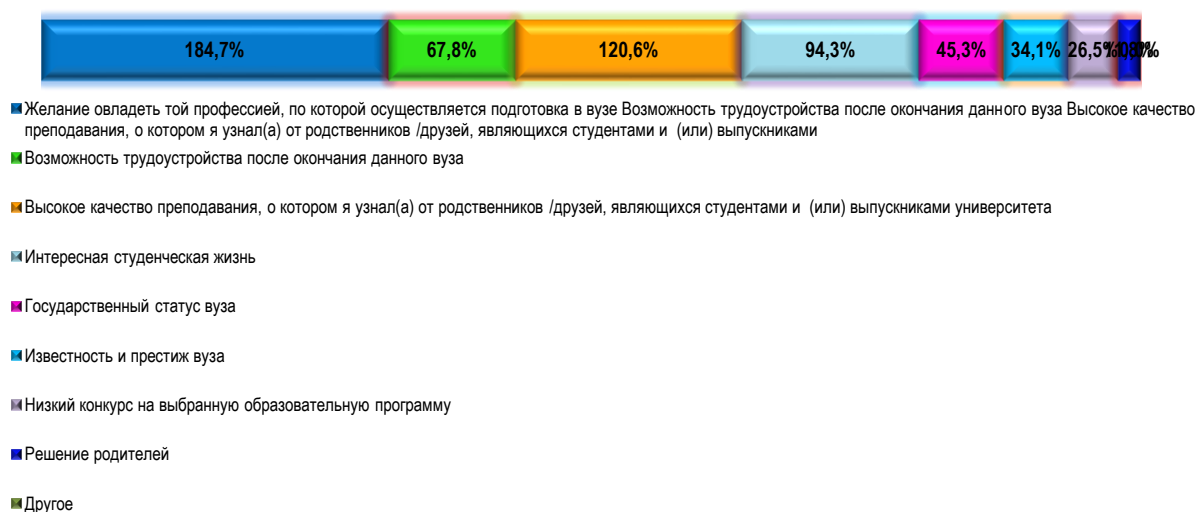 184,7% 67,8% 120,6% 94,3% 45,3% 34,1% 26,5%
Желание овладеть той профессией, по которой осуществляется подготовка в вузе Возможность трудоустройства после окончания данного вуза Высокое качество
преподавания, о котором я узнал(а) от родственников /друзей, являющихся студентами и (или) выпускниками
Возможность трудоустройства после окончания данного вуза
Высокое качество преподавания, о котором я узнал(а) от родственников /друзей, являющихся студентами и (или) выпускниками университета
Интересная студенческая жизнь
Государственный статус вуза
Известность и престиж вуза
Низкий конкурс на выбранную образовательную программу
Решение родителей
Другое